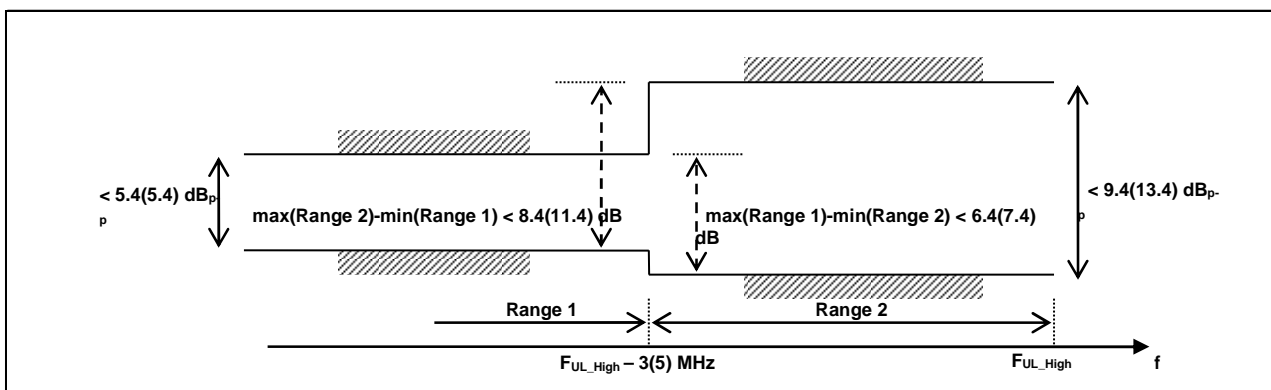 < 5.4(5.4) dBp-
p
max(Range 2)-min(Range 1) < 8.4(11.4) dB
max(Range 1)-min(Range 2) < 6.4(7.4)
dB
< 9.4(13.4) dBp-
p
Range 1
Range 2
FUL_High – 3(5) MHz
FUL_High
f